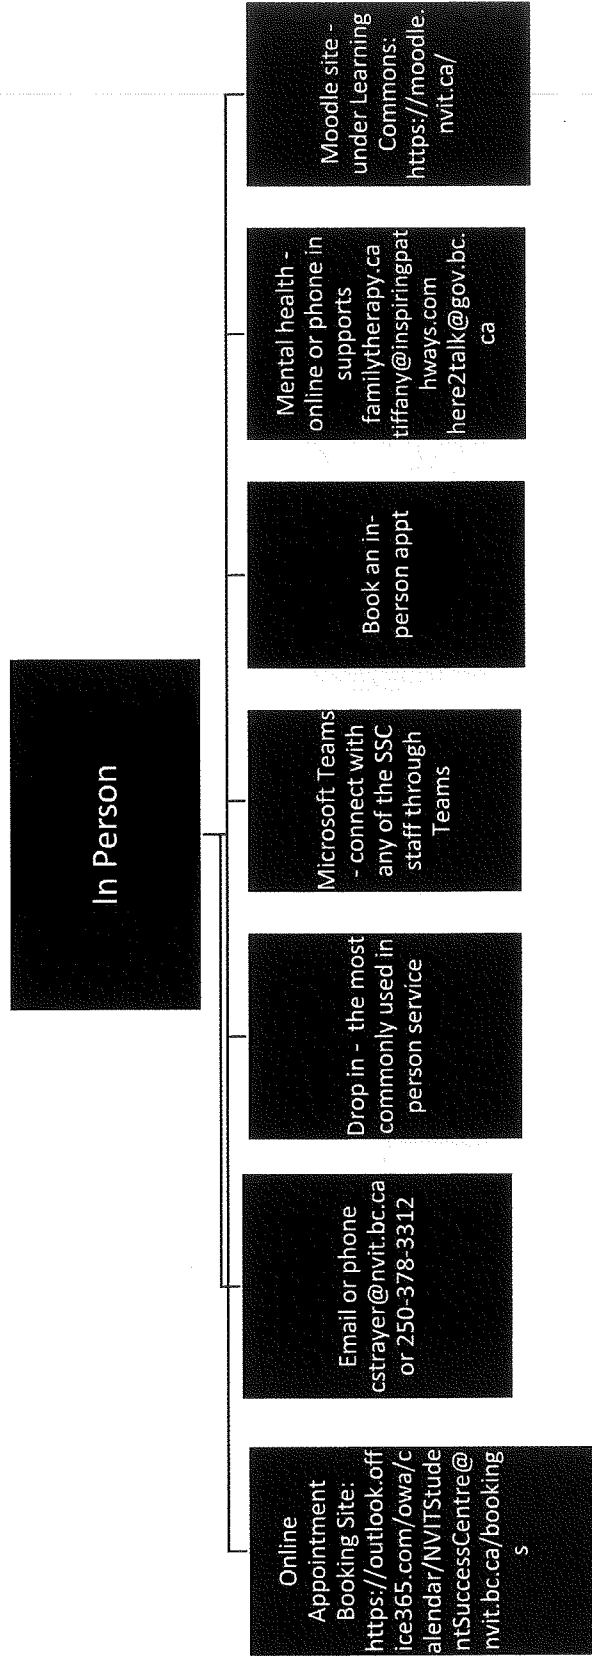 In Person
Online
Appointment
Booking Site:
https://outlook.off
ice365.com/owa/c
alendar/NVITStude
ntSuccessCentre@
nvit.bc.ca/booking
s
Email or phone
cstrayer@nvit.bc.ca
or 250-378-3312
Drop in - the most
commonly used in
person service
Microsoft Teams
- connect with
any of the SSC
staff through
Teams
Book an in-
person appt
Mental health -
online or phone in
supports
familytherapy.ca
tiffany@inspiringpat
hways.com
here2talk@gov.bc.
ca
Moodle site -
under Learning
Commons:
https://moodle.
nvit.ca/